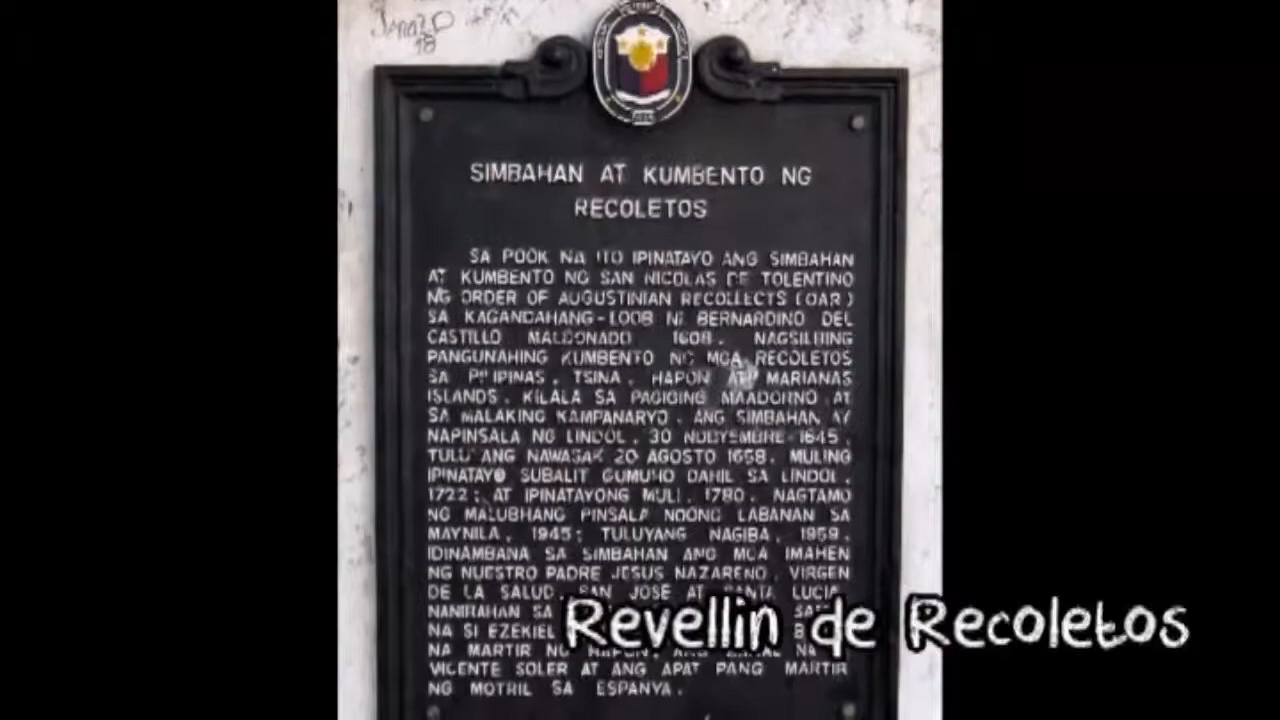 SIMBAHAN AT KUMBENTO NG
RECOLETOS
SA POOK NA ITO IPINATAYO ANG SIMBAHAN
AT KUMBENTO NG SAN NICOLAS DE TOLENTINO
NG ORDER OF AUGUSTINIAN RECOLLECTS (OAR)
SA KAGANDAHANG-LOOB NI BERNARDINO DEL
CASTILLO MALDONADO 1608. NAGSILBING
PANGUNAHING KUMBENTO NG MGA RECOLETOS
SA PILIPINAS, TSINA, HAPON AT MARIANAS
ISLANDS. KILALA SA PAGIGING MAADORNO AT
SA MALAKING KAMPANARYO. ANG SIMBAHAN AY
NAPINSALA NG LINDOL, 30 NOBYEMBRE 1645,
ANG NAWASAK 20 AGOSTO 1658. MULING
IPINATAYO SUBALIT GUMUHO DAHIL SA LINDOL,
1722; AT IPINATAYONG MULI, 1780. NAGTAMO
NG MALUBHANG PINSALA NOONG LABANAN SA
MAYNILA, 1945; TULUYANG NAGIBA, 1959.
IDINAMBANA SA SIMBAHAN ANG MGA IMAHEN
NG NUESTRO PADRE JESUS NAZARENO, VIRGEN
DE LA SALUD, SAN JOSE AT SANTA LUCIA.
NANIRAHAN SA
NA SI EZEKIEL
NA MARTIR NG HAPON, ANG NA
VICENTE SOLER AT ANG APAT PANG MARTIR
NG MOTRIL SA ESPANYA.
Revellin de Recoletos